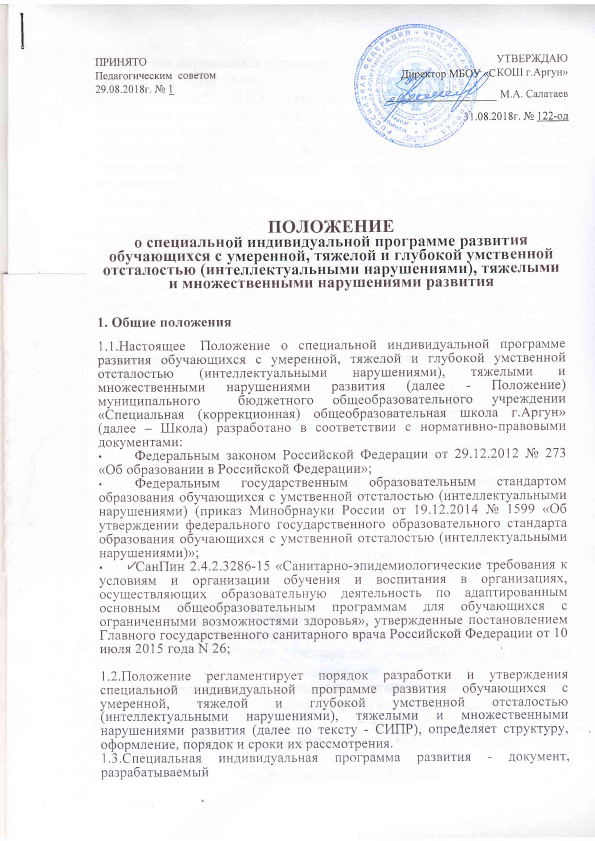 ПРИНЯТО
Педагогическим советом
29.08.2018г. № 1
УТВЕРЖДАЮ
Директор МБОУ «СКОШ г.Аргун»
М.А. Салатаев
31.08.2018г. № 122-од
ПОЛОЖЕНИЕ
о специальной индивидуальной программе развития
обучающихся с умеренной, тяжелой и глубокой умственной
отсталостью (интеллектуальными нарушениями), тяжелыми
и множественными нарушениями развития
1. Общие положения
1.1.Настоящее Положение о специальной индивидуальной программе
развития обучающихся с умеренной, тяжелой и глубокой умственной
отсталостью (интеллектуальными нарушениями), тяжелыми и
множественными нарушениями развития (далее - Положение)
муниципального бюджетного общеобразовательного учреждении
«Специальная (коррекционная) общеобразовательная школа г.Аргун»
(далее – Школа) разработано в соответствии с нормативно-правовыми
документами:
• Федеральным законом Российской Федерации от 29.12.2012 № 273
«Об образовании в Российской Федерации»;
• Федеральным государственным образовательным стандартом
образования обучающихся с умственной отсталостью (интеллектуальными
нарушениями) (приказ Минобрнауки России от 19.12.2014 № 1599 «Об
утверждении федерального государственного образовательного стандарта
образования обучающихся с умственной отсталостью (интеллектуальными
нарушениями)»;
• ✓СанПин 2.4.2.3286-15 «Санитарно-эпидемиологические требования к
условиям и организации обучения и воспитания в организациях,
осуществляющих образовательную деятельность по адаптированным
основным общеобразовательным программам для обучающихся с
ограниченными возможностями здоровья», утвержденные постановлением
Главного государственного санитарного врача Российской Федерации от 10
июля 2015 года N 26;
1.2.Положение регламентирует порядок разработки и утверждения
специальной индивидуальной программе развития обучающихся с
умеренной, тяжелой и глубокой умственной отсталостью
(интеллектуальными нарушениями), тяжелыми и множественными
нарушениями развития (далее по тексту - СИПР), определяет структуру,
оформление, порядок и сроки их рассмотрения.
1.3.Специальная индивидуальная программа развития - документ,
разрабатываемый